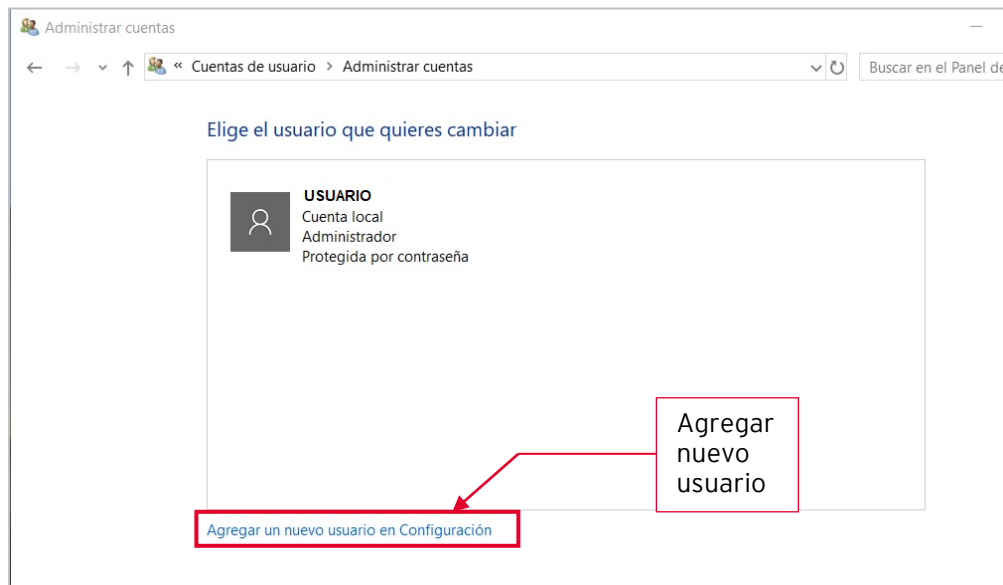 Administrar cuentas
« Cuentas de usuario > Administrar cuentas
Buscar en el Panel de
Elige el usuario que quieres cambiar
USUARIO
Cuenta local
Administrador
Protegida por contraseña
Agregar
nuevo
usuario
Agregar un nuevo usuario en Configuración